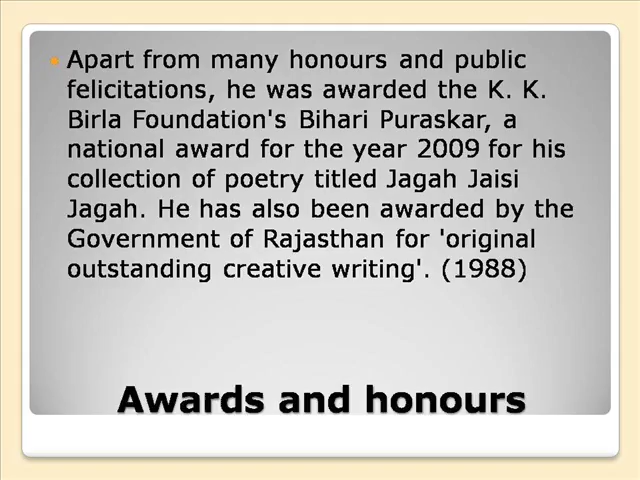 Apart from many honours and public
felicitations, he was awarded the K. K.
Birla Foundation's Bihari Puraskar, a
national award for the year 2009 for his
collection of poetry titled Jagah Jaisi
Jagah. He has also been awarded by the
Government of Rajasthan for 'original
outstanding creative writing'. (1988)
Awards and honours